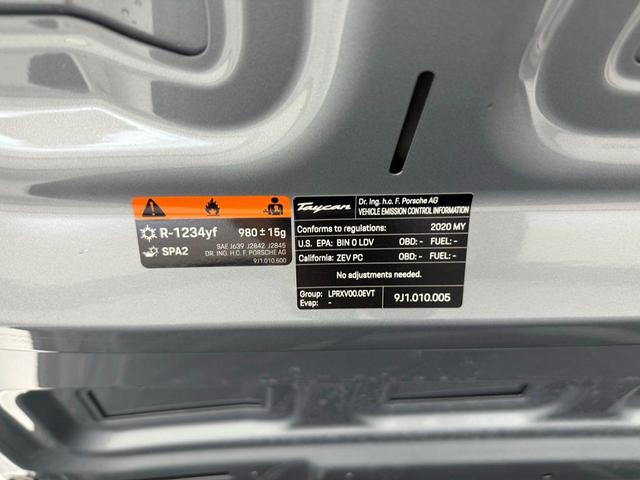 R-1234yf 980 ± 15g
SAE J639 J2842 J2845
SPA2
DR. ING. H.C. F. PORSCHE AG
9J1.010.500
Taycan
Dr. Ing. h.c. F. Porsche AG
VEHICLE EMISSION CONTROL INFORMATION
Conforms to regulations: 2020 MY
U.S. EPA: BIN 0 LDV OBD: - FUEL: -
California: ZEV PC OBD: - FUEL: -
No adjustments needed.
Group: LPRXV00.0EVT
Evap: -
9J1.010.005